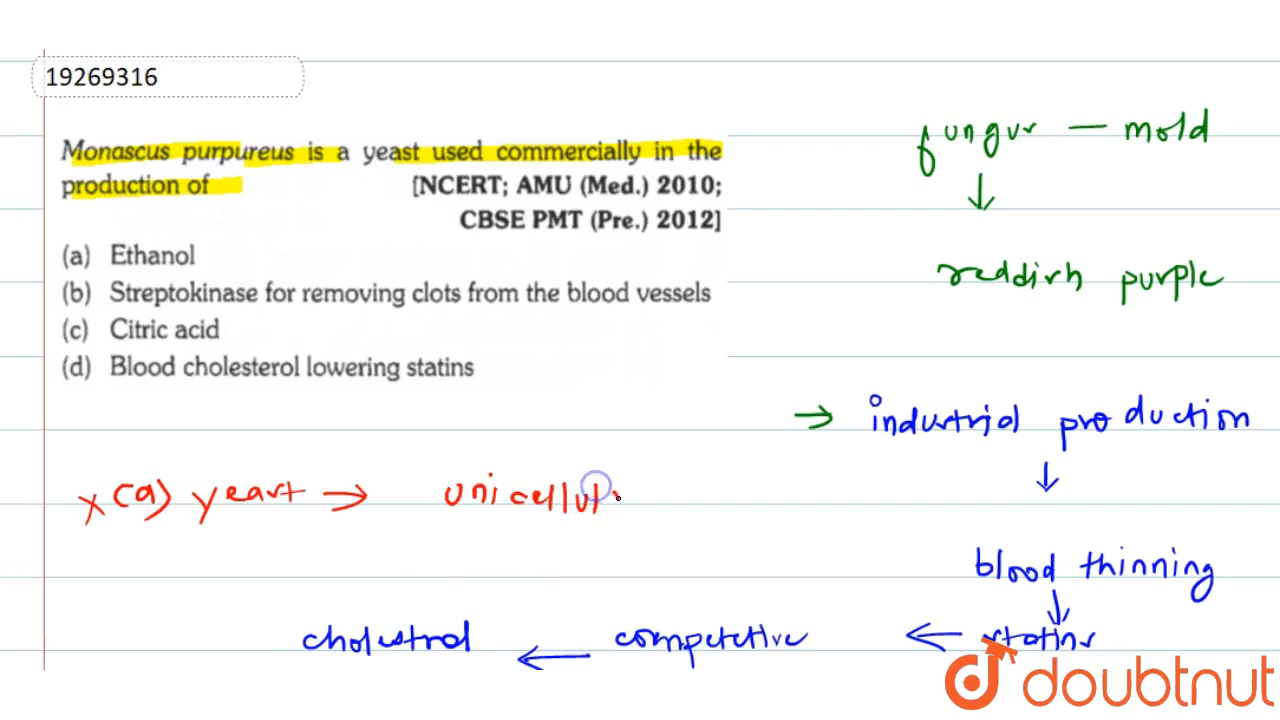 19269316
Monascus purpureus is a yeast used commercially in the
production of [NCERT; AMU (Med.) 2010;
CBSE PMT (Pre.) 2012]
(a) Ethanol
(b) Streptokinase for removing clots from the blood vessels
(c) Citric acid
(d) Blood cholesterol lowering statins
fungus — mold
↓
reddish purple
→ industrial production
↓
x (a) yeast → unicellul
blood thinning
↓
cholestrol ← competetive ← statins
doubtnut